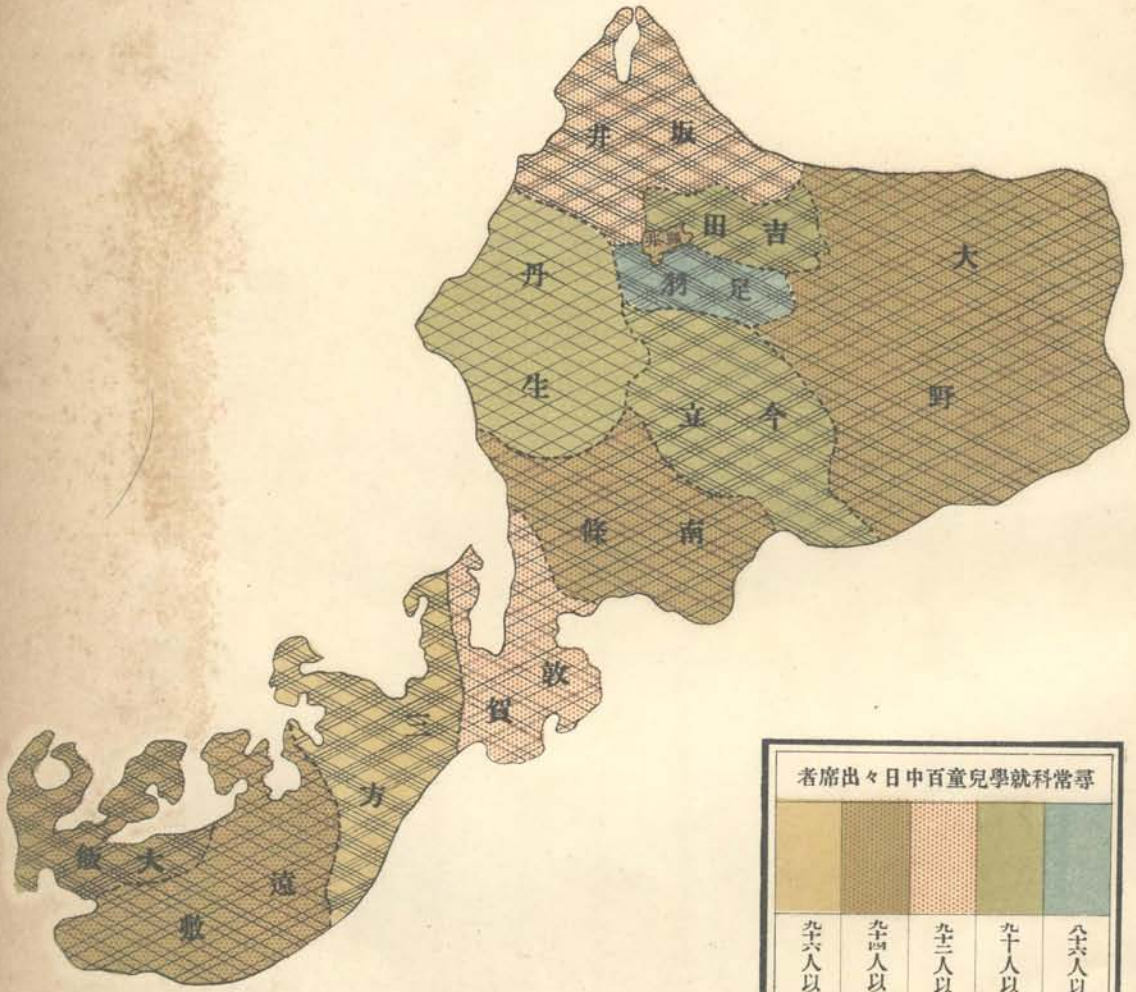 坂井
吉田
福井
足羽
大野
丹生
今立
南條
敦賀
三方
遠敷
大飯
尋常科就學兒童百中日々出席者
八十六人以
九十人以
九十二人以
九十四人以
九十六人以